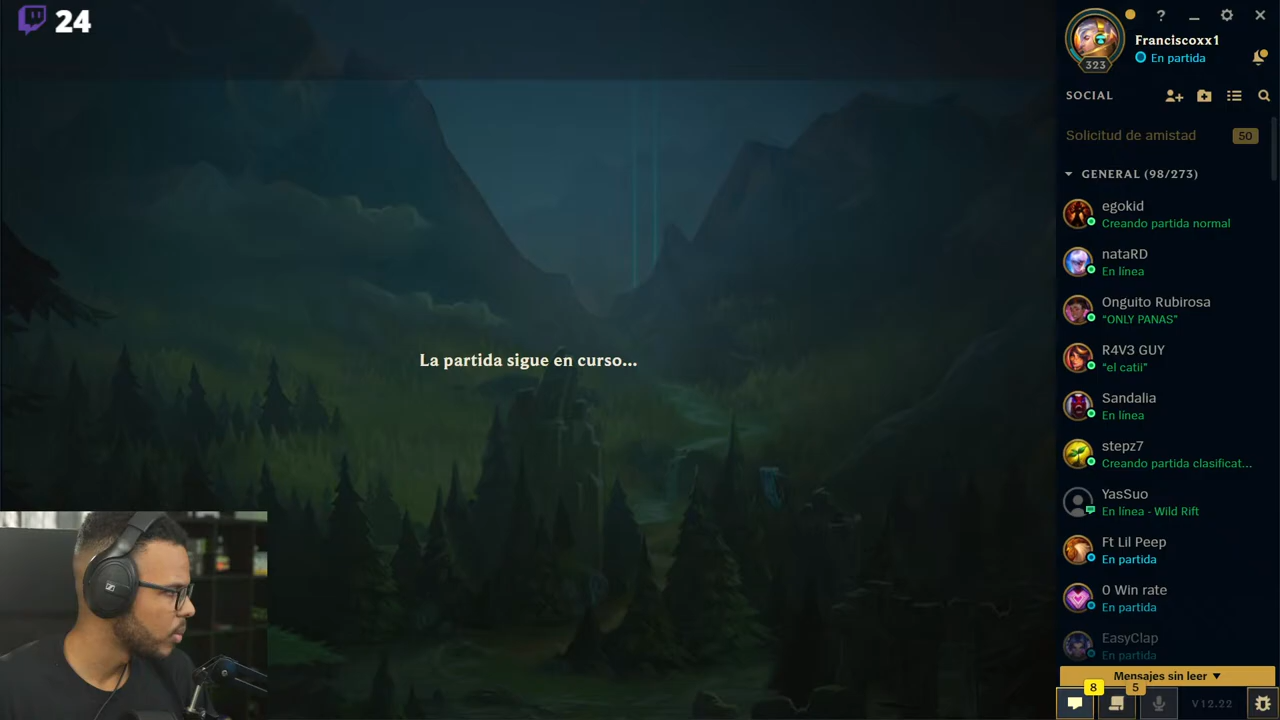 24
?
Franciscoxx1
323
En partida
SOCIAL
Solicitud de amistad
50
GENERAL (98/273)
egokid
Creando partida normal
nataRD
En línea
Onguito Rubirosa
"ONLY PANAS"
R4V3 GUY
"el catii"
La partida sigue en curso...
Sandalia
En línea
stepz7
Creando partida clasificat...
YasSuo
En línea - Wild Rift
Ft Lil Peep
En partida
0 Win rate
En partida
EasyClap
En partida
Mensajes sin leer
8
5
V12.22